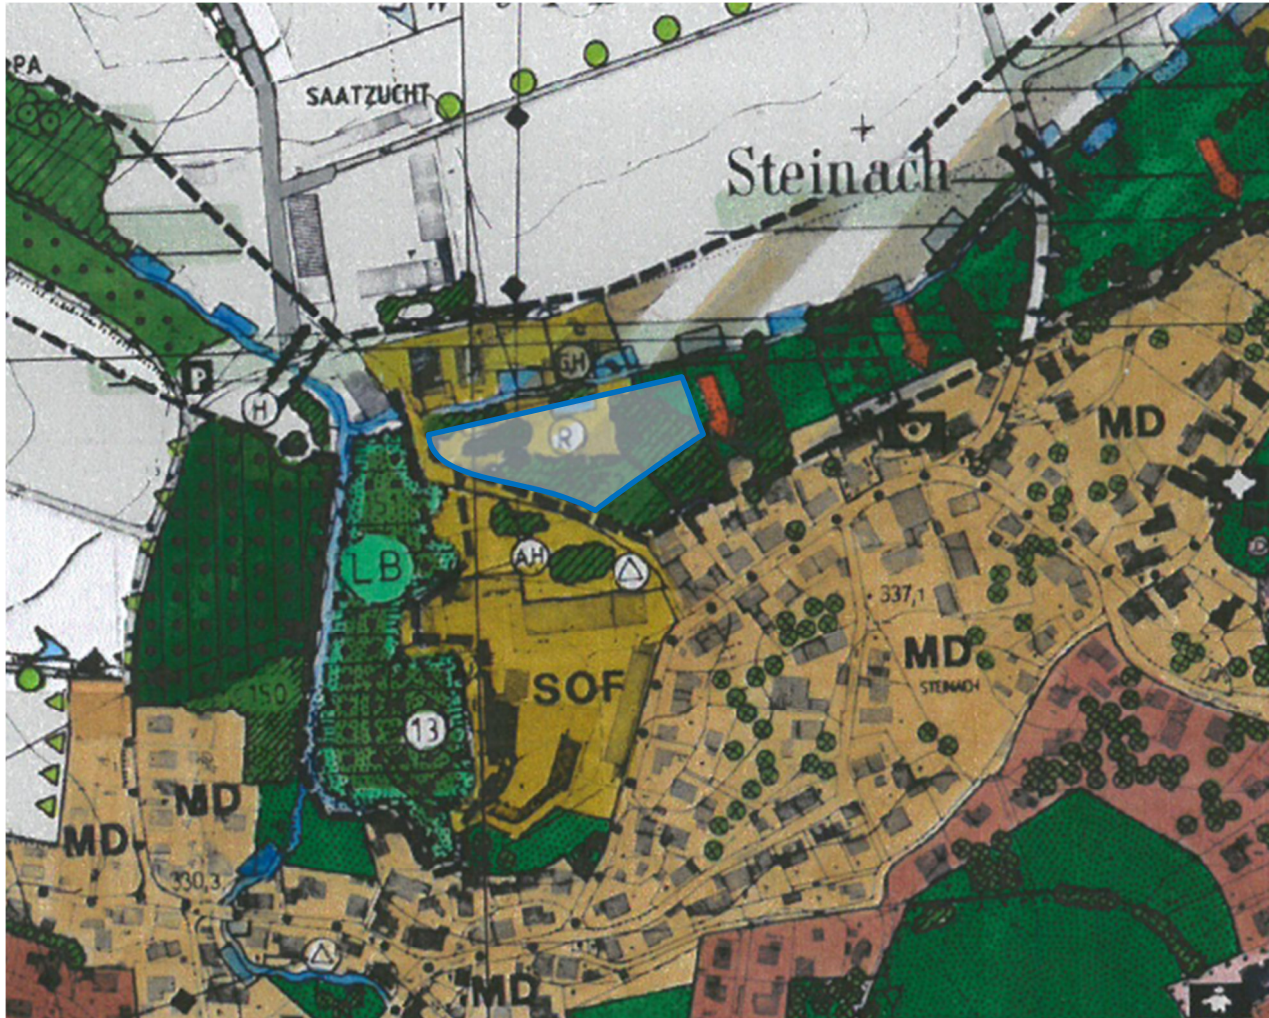 PA
SAATZUCHT
Steinach
P
H
GH
R
MD
LB
AH
337,1
MD
STEINACH
SOF
150
13
MD
MD
330,3
MD